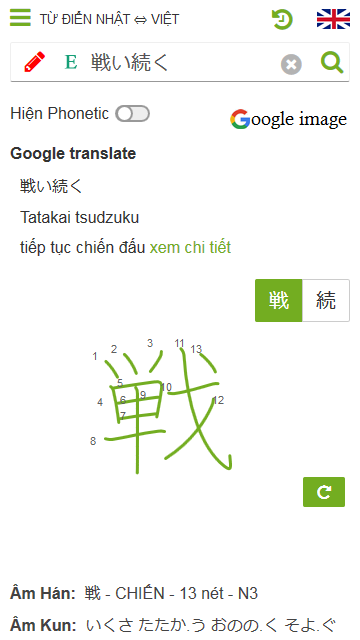 TỪ ĐIỂN NHẬT ⇔ VIỆT
E 戦い続く
Hiện Phonetic
Google image
Google translate
戦い続く
Tatakai tsudzuku
tiếp tục chiến đấu xem chi tiết
戦 続
1 2 3 11 13
5 6 9 10
4 7 12
8
戦
Âm Hán: 戦 - CHIẾN - 13 nét - N3
Âm Kun: いくさ たたか.う おのの.く そよ.ぐ